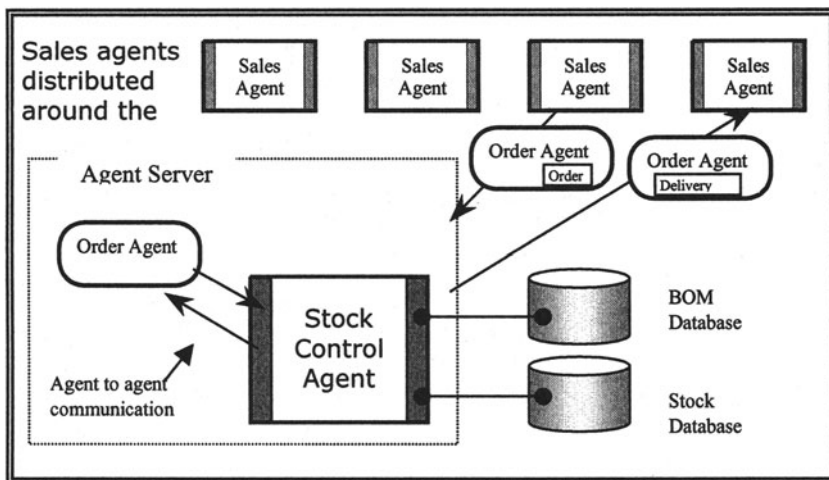 Sales agents
distributed
around the
Sales
Agent
Sales
Agent
Sales
Agent
Sales
Agent
Order Agent
Order
Order Agent
Delivery
Agent Server
Order Agent
Stock
Control
Agent
Agent to agent
communication
BOM
Database
Stock
Database